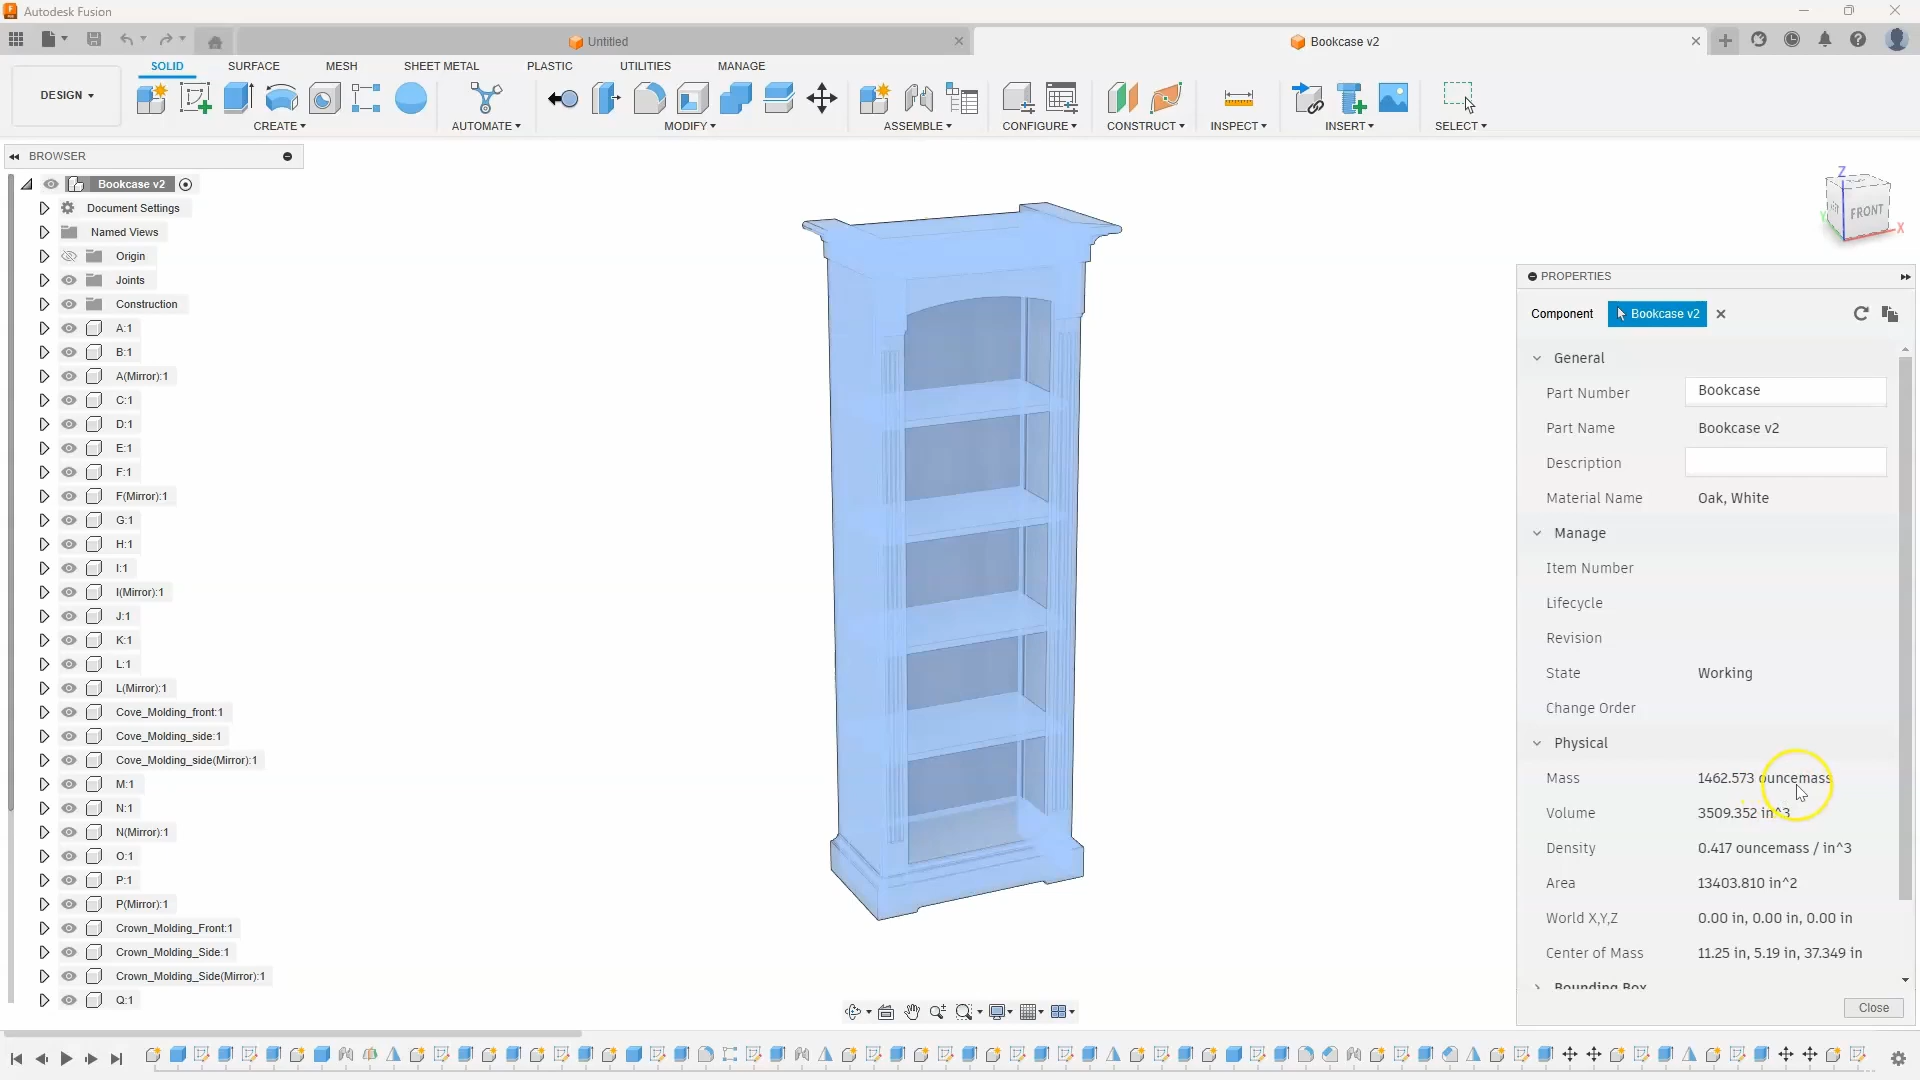 Autodesk Fusion
Untitled
Bookcase v2
DESIGN
SOLID SURFACE MESH SHEET METAL PLASTIC UTILITIES MANAGE
CREATE AUTOMATE MODIFY ASSEMBLE CONFIGURE CONSTRUCT INSPECT INSERT SELECT
BROWSER
Bookcase v2
Document Settings
Named Views
Origin
Joints
Construction
A:1
B:1
A(Mirror):1
C:1
D:1
E:1
F:1
F(Mirror):1
G:1
H:1
I:1
I(Mirror):1
J:1
K:1
L:1
L(Mirror):1
Cove_Molding_front:1
Cove_Molding_side:1
Cove_Molding_side(Mirror):1
M:1
N:1
N(Mirror):1
O:1
P:1
P(Mirror):1
Crown_Molding_Front:1
Crown_Molding_Side:1
Crown_Molding_Side(Mirror):1
Q:1
Z
FRONT
X
Y
PROPERTIES
Component Bookcase v2
General
Part Number Bookcase
Part Name Bookcase v2
Description
Material Name Oak, White
Manage
Item Number
Lifecycle
Revision
State Working
Change Order
Physical
Mass 1462.573 ouncemass
Volume 3509.352 in^3
Density 0.417 ouncemass / in^3
Area 13403.810 in^2
World X,Y,Z 0.00 in, 0.00 in, 0.00 in
Center of Mass 11.25 in, 5.19 in, 37.349 in
Bounding Box
Close